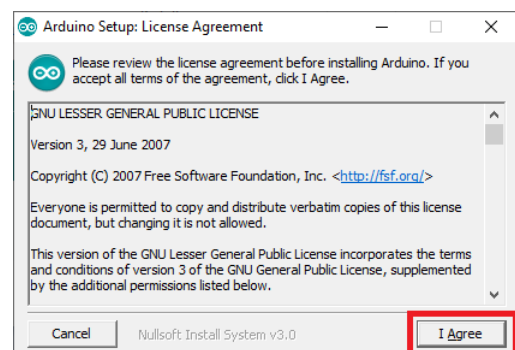 Arduino Setup: License Agreement
Please review the license agreement before installing Arduino. If you
accept all terms of the agreement, click I Agree.
GNU LESSER GENERAL PUBLIC LICENSE
Version 3, 29 June 2007
Copyright (C) 2007 Free Software Foundation, Inc. <http://fsf.org/>
Everyone is permitted to copy and distribute verbatim copies of this license
document, but changing it is not allowed.
This version of the GNU Lesser General Public License incorporates the terms
and conditions of version 3 of the GNU General Public License, supplemented
by the additional permissions listed below.
Cancel
Nullsoft Install System v3.0
I Agree